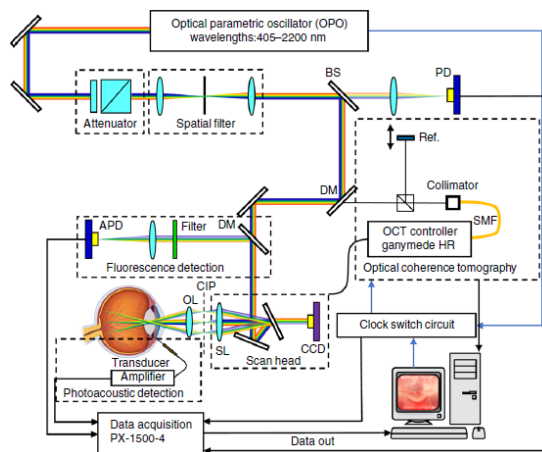 Optical parametric oscillator (OPO)
wavelengths:405–2200 nm
BS
PD
Attenuator
Spatial filter
Ref.
DM
Collimator
SMF
OCT controller
ganymede HR
Optical coherence tomography
APD
Filter
DM
Fluorescence detection
CIP
OL
SL
CCD
Scan head
Clock switch circuit
Transducer
Amplifier
Photoacoustic detection
Data acquisition
PX-1500-4
Data out